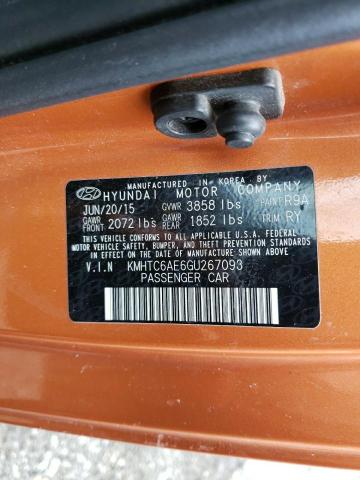 MANUFACTURED IN KOREA BY
HYUNDAI MOTOR COMPANY
JUN/20/15 GVWR 3858 lbs PAINT R9A
GAWR FRONT 2072 lbs GAWR REAR 1852 lbs TRIM RY
THIS VEHICLE CONFORMS TO ALL APPLICABLE U.S.A. FEDERAL
MOTOR VEHICLE SAFETY, BUMPER, AND THEFT PREVENTION
STANDARDS IN EFFECT ON THE DATE OF MANUFACTURE SHOWN ABOVE.
V.I.N KMHTC6AE6GU267093
PASSENGER CAR